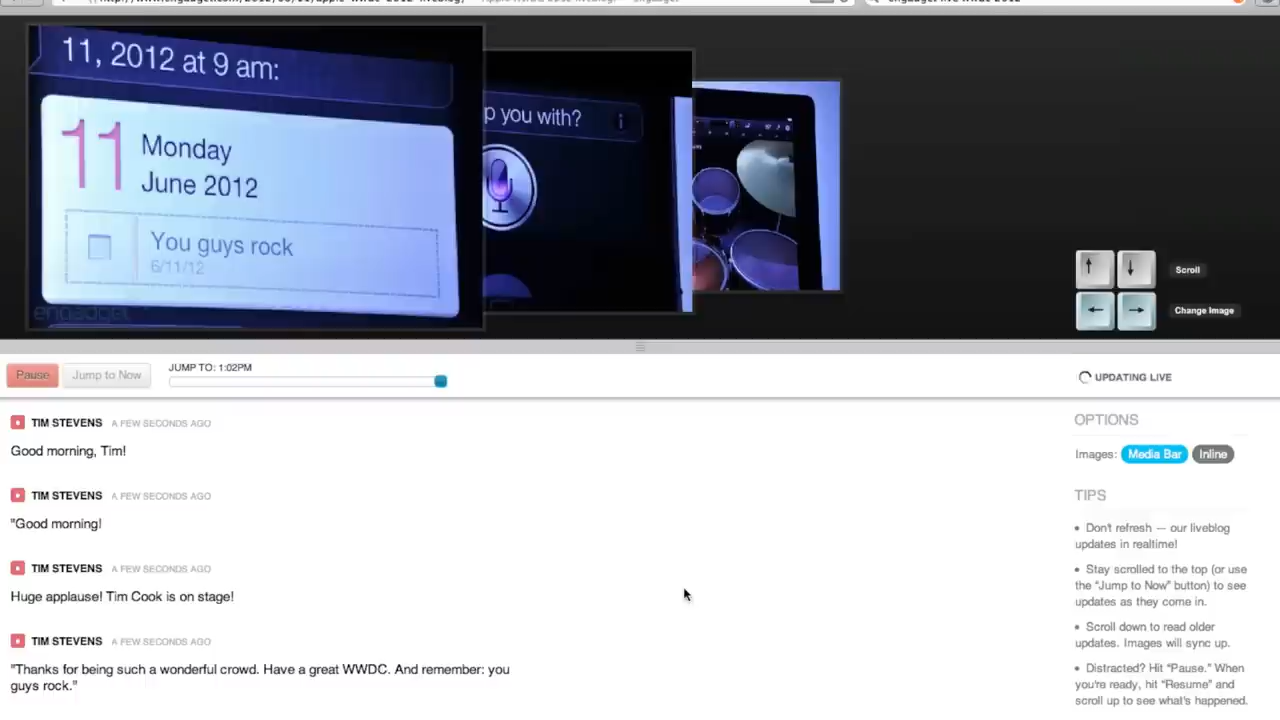 11, 2012 at 9 am:
11
Monday
June 2012
You guys rock
6/11/12
engadget
p you with?
i
Scroll
Change Image
Pause
Jump to Now
JUMP TO: 1:02PM
UPDATING LIVE
TIM STEVENS A FEW SECONDS AGO
Good morning, Tim!
TIM STEVENS A FEW SECONDS AGO
"Good morning!
TIM STEVENS A FEW SECONDS AGO
Huge applause! Tim Cook is on stage!
TIM STEVENS A FEW SECONDS AGO
"Thanks for being such a wonderful crowd. Have a great WWDC. And remember: you
guys rock."
OPTIONS
Images: Media Bar Inline
TIPS
• Don't refresh — our liveblog
updates in realtime!
• Stay scrolled to the top (or use
the "Jump to Now" button) to see
updates as they come in.
• Scroll down to read older
updates. Images will sync up.
• Distracted? Hit "Pause." When
you're ready, hit "Resume" and
scroll up to see what's happened.